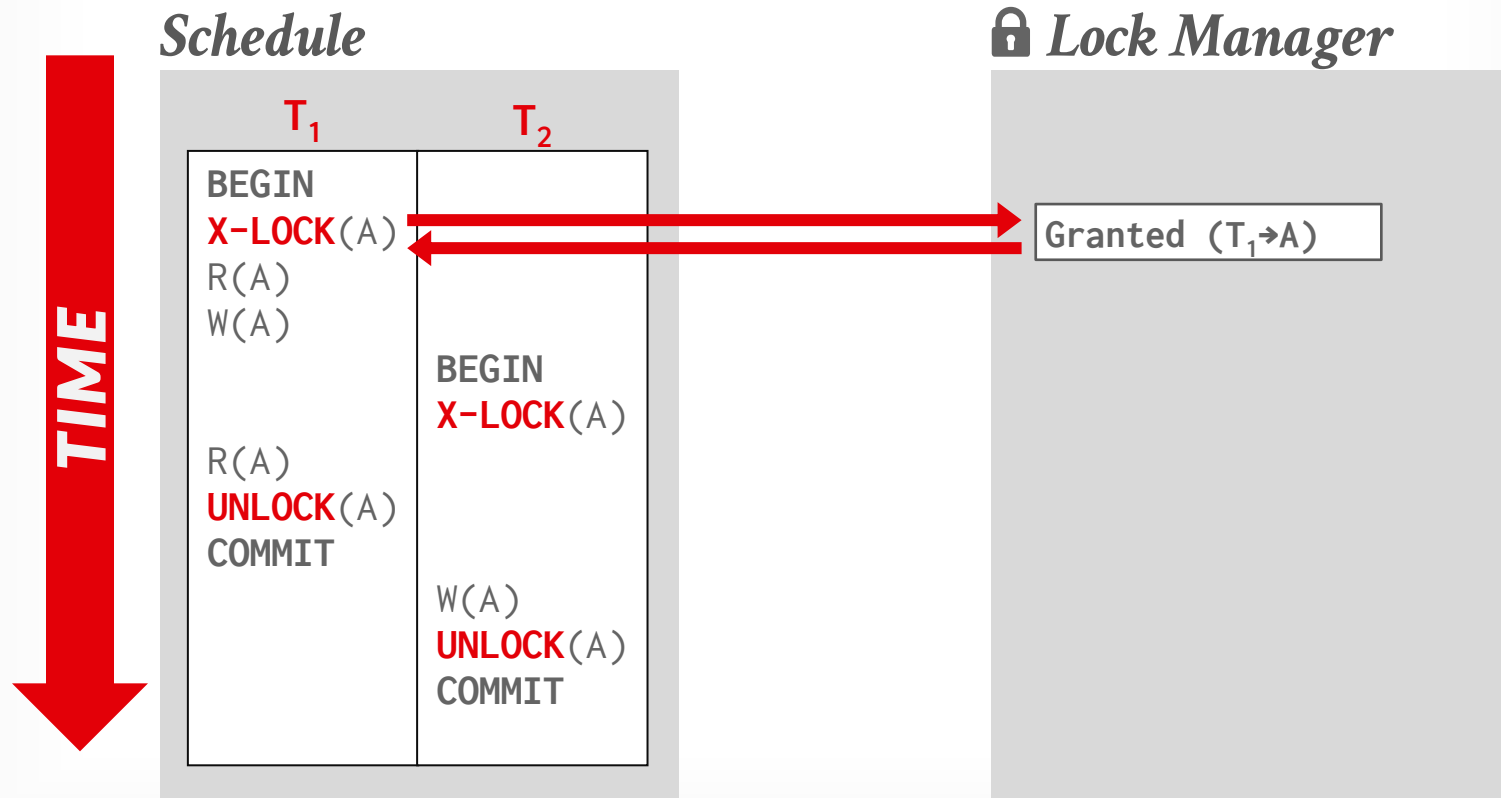 Schedule
Lock Manager
TIME
T₁
T₂
BEGIN
X-LOCK(A)
Granted (T₁→A)
R(A)
W(A)
BEGIN
X-LOCK(A)
R(A)
UNLOCK(A)
COMMIT
W(A)
UNLOCK(A)
COMMIT